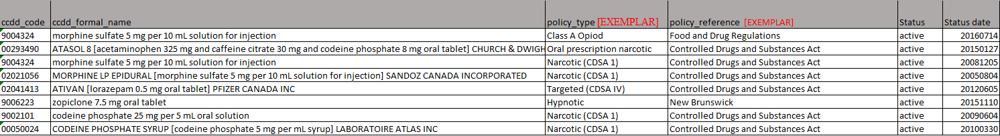 ccdd_code ccdd_formal_name policy_type [EXEMPLAR] policy_reference [EXEMPLAR] Status Status date
9004324 morphine sulfate 5 mg per 10 mL solution for injection Class A Opiod Food and Drug Regulations active 20160714
00293490 ATASOL 8 [acetaminophen 325 mg and caffeine citrate 30 mg and codeine phosphate 8 mg oral tablet] CHURCH & DWIGH Oral prescription narcotic Controlled Drugs and Substances Act active 20150127
9004324 morphine sulfate 5 mg per 10 mL solution for injection Narcotic (CDSA 1) Controlled Drugs and Substances Act active 20081205
02021056 MORPHINE LP EPIDURAL [morphine sulfate 5 mg per 10 mL solution for injection] SANDOZ CANADA INCORPORATED Narcotic (CDSA 1) Controlled Drugs and Substances Act active 20050804
02041413 ATIVAN [lorazepam 0.5 mg oral tablet] PFIZER CANADA INC Targeted (CDSA IV) Controlled Drugs and Substances Act active 20120605
9006223 zopiclone 7.5 mg oral tablet Hypnotic New Brunswick active 20151110
9002101 codeine phosphate 25 mg per 5 mL oral solution Narcotic (CDSA 1) Controlled Drugs and Substances Act active 20090604
00050024 CODEINE PHOSPHATE SYRUP [codeine phosphate 5 mg per mL syrup] LABORATOIRE ATLAS INC Narcotic (CDSA 1) Controlled Drugs and Substances Act active 20100330